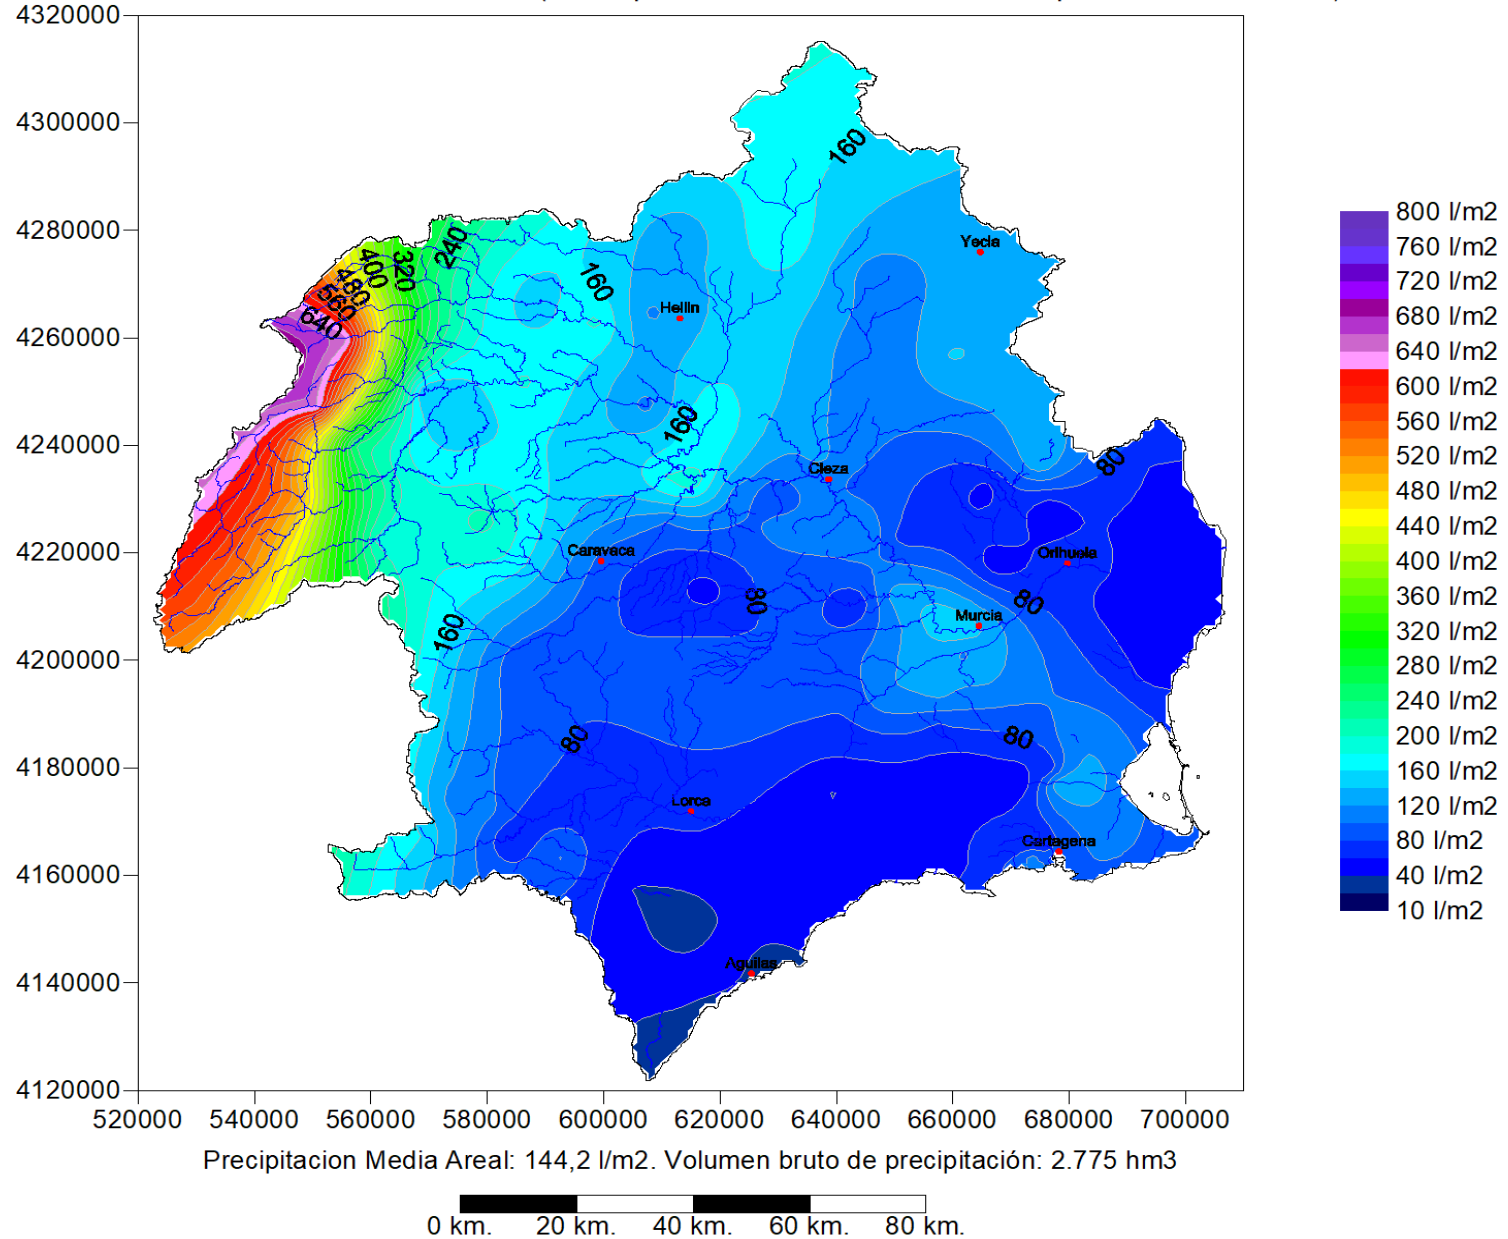 4320000
4300000
4280000
4260000
4240000
4220000
4200000
4180000
4160000
4140000
4120000
520000 540000 560000 580000 600000 620000 640000 660000 680000 700000
160
240
320
400
480
560
640
160
160
160
80
80
80
80
80
Yecla
Hellin
Cieza
Caravaca
Orihuela
Murcia
Lorca
Cartagena
Aguilas
800 l/m2
760 l/m2
720 l/m2
680 l/m2
640 l/m2
600 l/m2
560 l/m2
520 l/m2
480 l/m2
440 l/m2
400 l/m2
360 l/m2
320 l/m2
280 l/m2
240 l/m2
200 l/m2
160 l/m2
120 l/m2
80 l/m2
40 l/m2
10 l/m2
Precipitacion Media Areal: 144,2 l/m2. Volumen bruto de precipitación: 2.775 hm3
0 km. 20 km. 40 km. 60 km. 80 km.